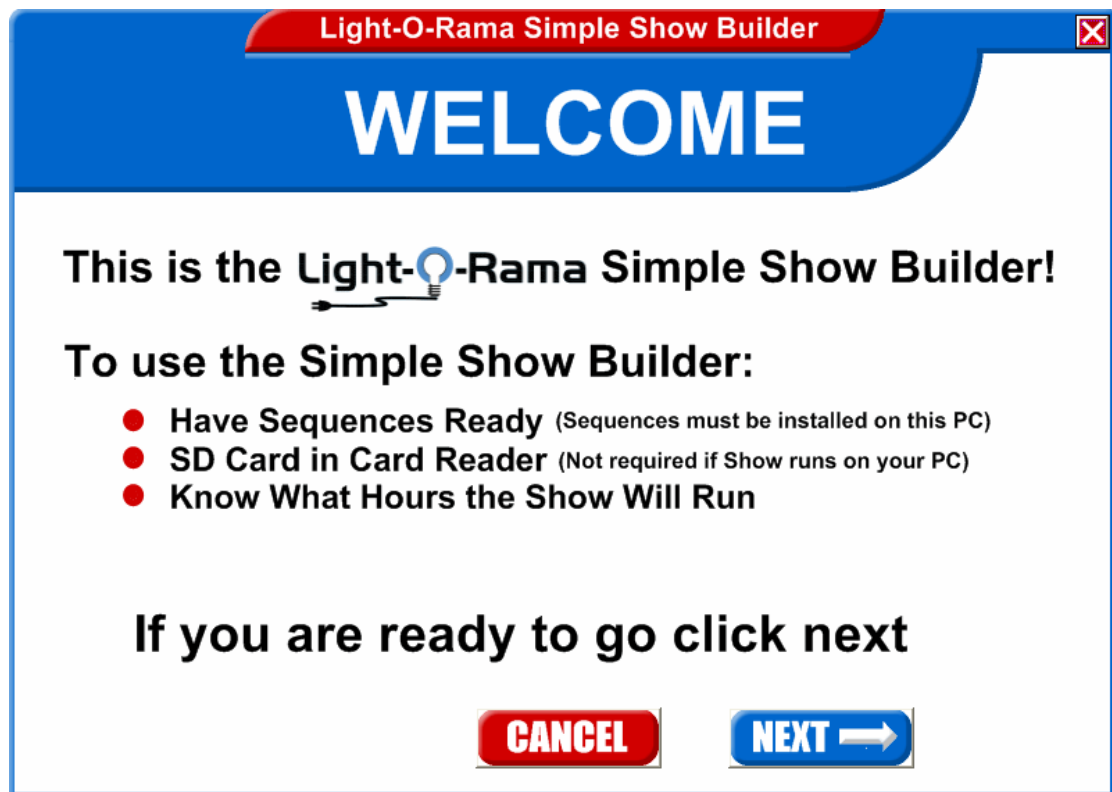 Light-O-Rama Simple Show Builder
WELCOME
This is the Light-O-Rama Simple Show Builder!
To use the Simple Show Builder:
Have Sequences Ready (Sequences must be installed on this PC)
SD Card in Card Reader (Not required if Show runs on your PC)
Know What Hours the Show Will Run
If you are ready to go click next
CANCEL NEXT